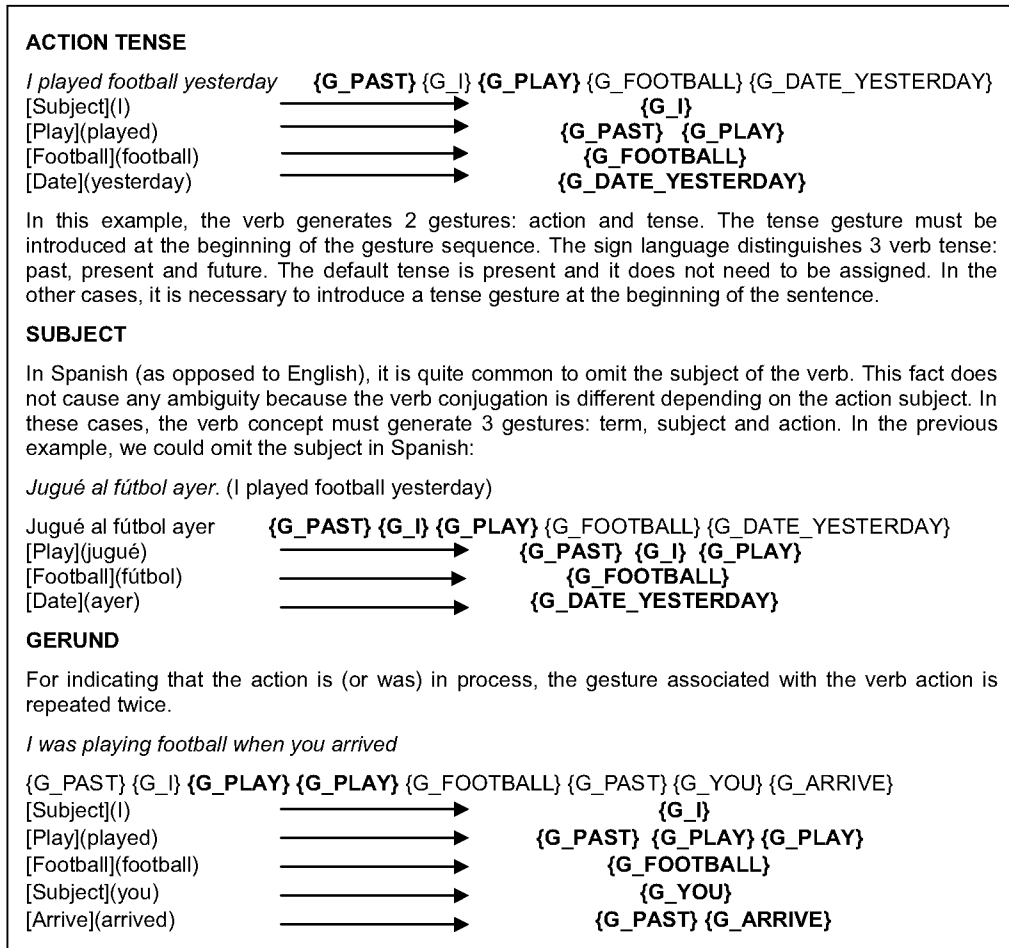 ACTION TENSE
I played football yesterday {G_PAST} {G_I} {G_PLAY} {G_FOOTBALL} {G_DATE_YESTERDAY}
[Subject](I) {G_I}
[Play](played) {G_PAST} {G_PLAY}
[Football](football) {G_FOOTBALL}
[Date](yesterday) {G_DATE_YESTERDAY}
In this example, the verb generates 2 gestures: action and tense. The tense gesture must be
introduced at the beginning of the gesture sequence. The sign language distinguishes 3 verb tense:
past, present and future. The default tense is present and it does not need to be assigned. In the
other cases, it is necessary to introduce a tense gesture at the beginning of the sentence.
SUBJECT
In Spanish (as opposed to English), it is quite common to omit the subject of the verb. This fact does
not cause any ambiguity because the verb conjugation is different depending on the action subject. In
these cases, the verb concept must generate 3 gestures: term, subject and action. In the previous
example, we could omit the subject in Spanish:
Jugué al fútbol ayer. (I played football yesterday)
Jugué al fútbol ayer {G_PAST} {G_I} {G_PLAY} {G_FOOTBALL} {G_DATE_YESTERDAY}
[Play](jugué) {G_PAST} {G_I} {G_PLAY}
[Football](fútbol) {G_FOOTBALL}
[Date](ayer) {G_DATE_YESTERDAY}
GERUND
For indicating that the action is (or was) in process, the gesture associated with the verb action is
repeated twice.
I was playing football when you arrived
{G_PAST} {G_I} {G_PLAY} {G_PLAY} {G_FOOTBALL} {G_PAST} {G_YOU} {G_ARRIVE}
[Subject](I) {G_I}
[Play](played) {G_PAST} {G_PLAY} {G_PLAY}
[Football](football) {G_FOOTBALL}
[Subject](you) {G_YOU}
[Arrive](arrived) {G_PAST} {G_ARRIVE}